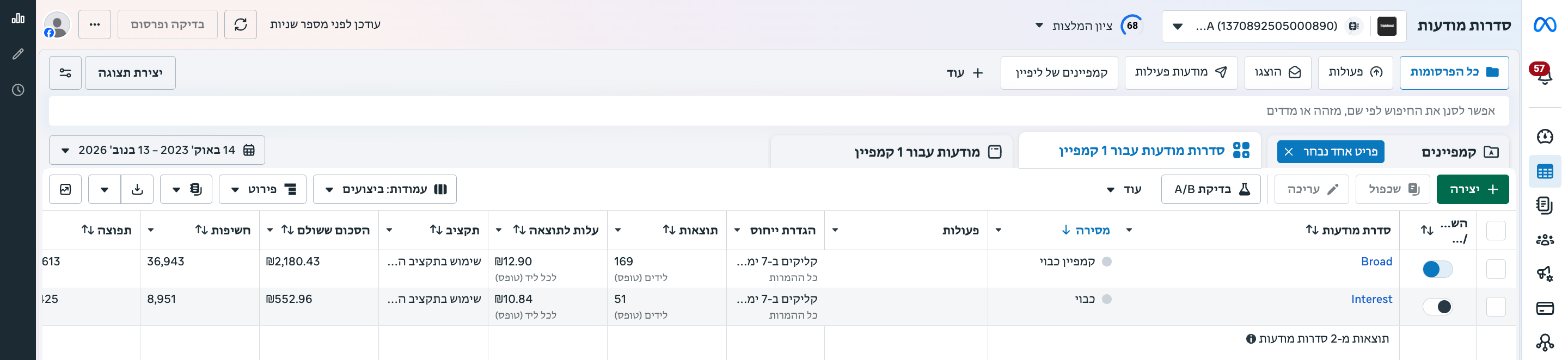 סדרות מודעות
...A (1370892505000890)
68
ציון המלצות
עודכן לפני מספר שניות
בדיקה ופרסום
...
57
כל הפרסומות
פעולות
הוצגו
מודעות פעילות
קמפיינים של ליפיין
עוד
יצירת תצוגה
אפשר לסנן את החיפוש לפי שם, מזהה או מדדים
קמפיינים
פריט אחד נבחר
סדרות מודעות עבור 1 קמפיין
מודעות עבור 1 קמפיין
14 באוק' 2023 - 13 בנוב' 2026
יצירה
שכפול
עריכה
בדיקת A/B
עוד
עמודות: ביצועים
פירוט
הש... /...
סדרת מודעות
מסירה
פעולות
הגדרת ייחוס
תוצאות
עלות לתוצאה
תקציב
הסכום ששולם
חשיפות
תפוצה
Broad
קמפיין כבוי
קליקים ב-7 ימ...
כל ההמרות
169
לידים (טופס)
₪12.90
לכל ליד (טופס)
שימוש בתקציב ה...
₪2,180.43
36,943
613
Interest
כבוי
קליקים ב-7 ימ...
כל ההמרות
51
לידים (טופס)
₪10.84
לכל ליד (טופס)
שימוש בתקציב ה...
₪552.96
8,951
425
תוצאות מ-2 סדרות מודעות